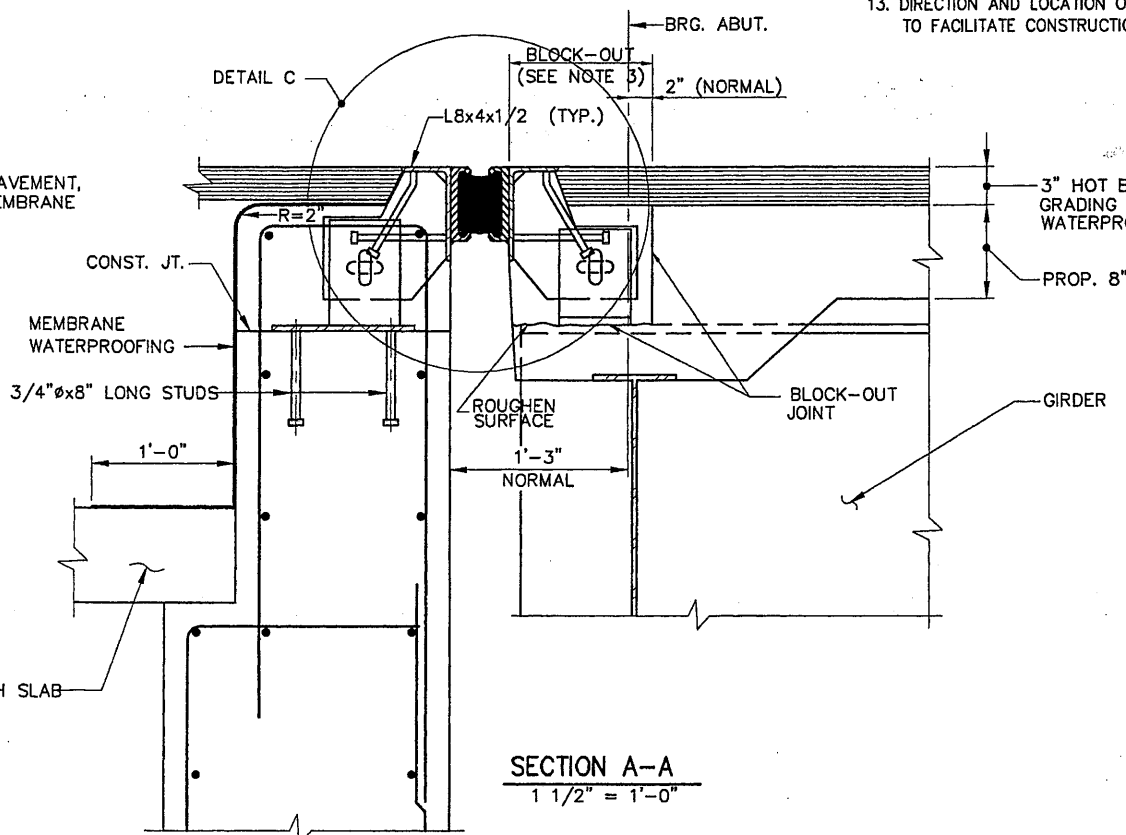 13. DIRECTION AND LOCATION O
TO FACILITATE CONSTRUCTIO
BRG. ABUT.
BLOCK-OUT
(SEE NOTE 3)
2" (NORMAL)
DETAIL C
L8x4x1/2 (TYP.)
AVEMENT,
EMBRANE
3" HOT B
GRADING
WATERPRO
R=2"
CONST. JT.
PROP. 8"
MEMBRANE
WATERPROOFING
3/4"øx8" LONG STUDS
ROUGHEN
SURFACE
BLOCK-OUT
JOINT
GIRDER
1'-0"
1'-3"
NORMAL
H SLAB
SECTION A-A
1 1/2" = 1'-0"